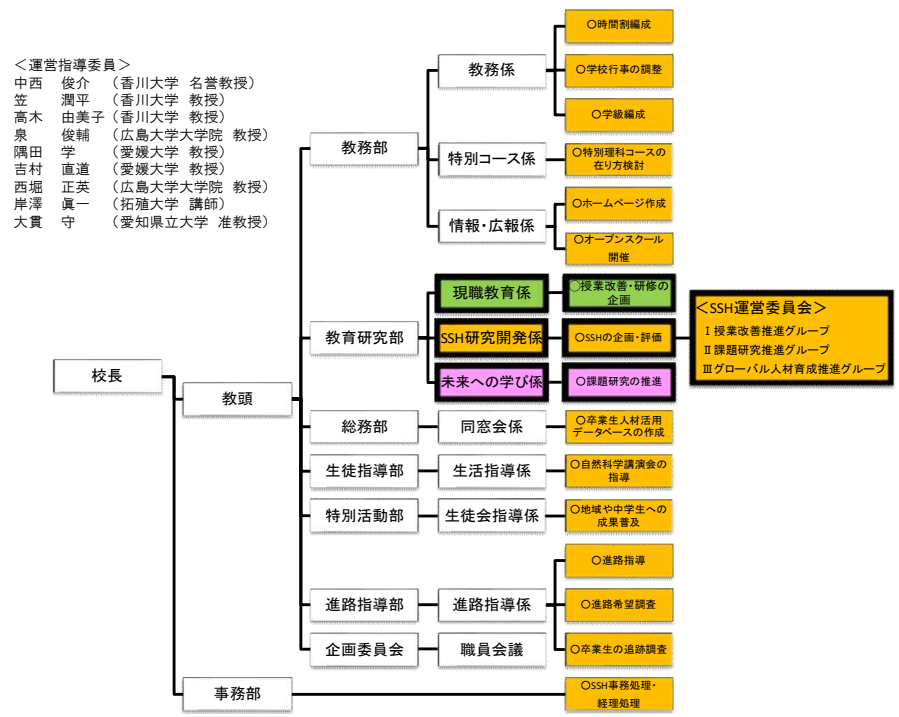 ＜運営指導委員＞
中西　俊介　（香川大学 名誉教授）
笠　潤平　（香川大学 教授）
高木　由美子（香川大学 教授）
泉　俊輔　（広島大学大学院 教授）
隅田　学　（愛媛大学 教授）
吉村　直道　（愛媛大学 教授）
西堀　正英　（広島大学大学院 教授）
岸澤　眞一　（拓殖大学 講師）
大貫　守　（愛知県立大学 准教授）
校長
教頭
教務部
教務係
〇時間割編成
〇学校行事の調整
〇学級編成
特別コース係
〇特別理科コースの
在り方検討
情報・広報係
〇ホームページ作成
〇オープンスクール
開催
教育研究部
現職教育係
〇授業改善・研修の
企画
SSH研究開発係
〇SSHの企画・評価
＜SSH運営委員会＞
Ⅰ授業改善推進グループ
Ⅱ課題研究推進グループ
Ⅲグローバル人材育成推進グループ
未来への学び係
〇課題研究の推進
総務部
同窓会係
〇卒業生人材活用
データベースの作成
生徒指導部
生活指導係
〇自然科学講演会の
指導
特別活動部
生徒会指導係
〇地域や中学生への
成果普及
進路指導部
進路指導係
〇進路指導
〇進路希望調査
〇卒業生の追跡調査
企画委員会
職員会議
事務部
〇SSH事務処理・
経理処理